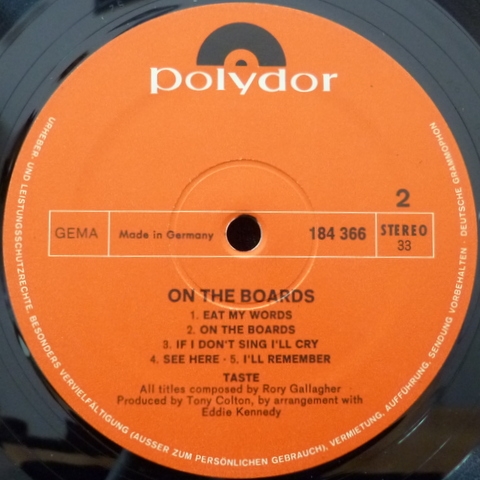 polydor
2
GEMA
Made in Germany
184 366
STEREO
33
ON THE BOARDS
1. EAT MY WORDS
2. ON THE BOARDS
3. IF I DON'T SING I'LL CRY
4. SEE HERE · 5. I'LL REMEMBER
TASTE
All titles composed by Rory Gallagher
Produced by Tony Colton, by arrangement with
Eddie Kennedy
URHEBER- UND LEISTUNGSSCHUTZRECHTE, BESONDERS VERVIELFÄLTIGUNG (AUSSER ZUM PERSÖNLICHEN GEBRAUCH), VERMIETUNG, AUFFÜHRUNG, SENDUNG VORBEHALTEN · DEUTSCHE GRAMMOPHON